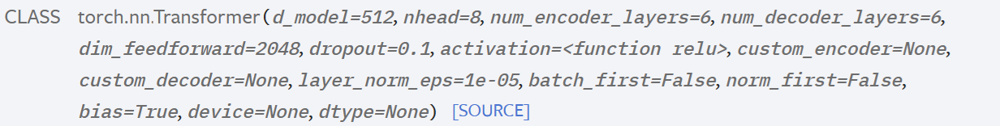 CLASS torch.nn.Transformer(d_model=512, nhead=8, num_encoder_layers=6, num_decoder_layers=6,
dim_feedforward=2048, dropout=0.1, activation=<function relu>, custom_encoder=None,
custom_decoder=None, layer_norm_eps=1e-05, batch_first=False, norm_first=False,
bias=True, device=None, dtype=None) [SOURCE]